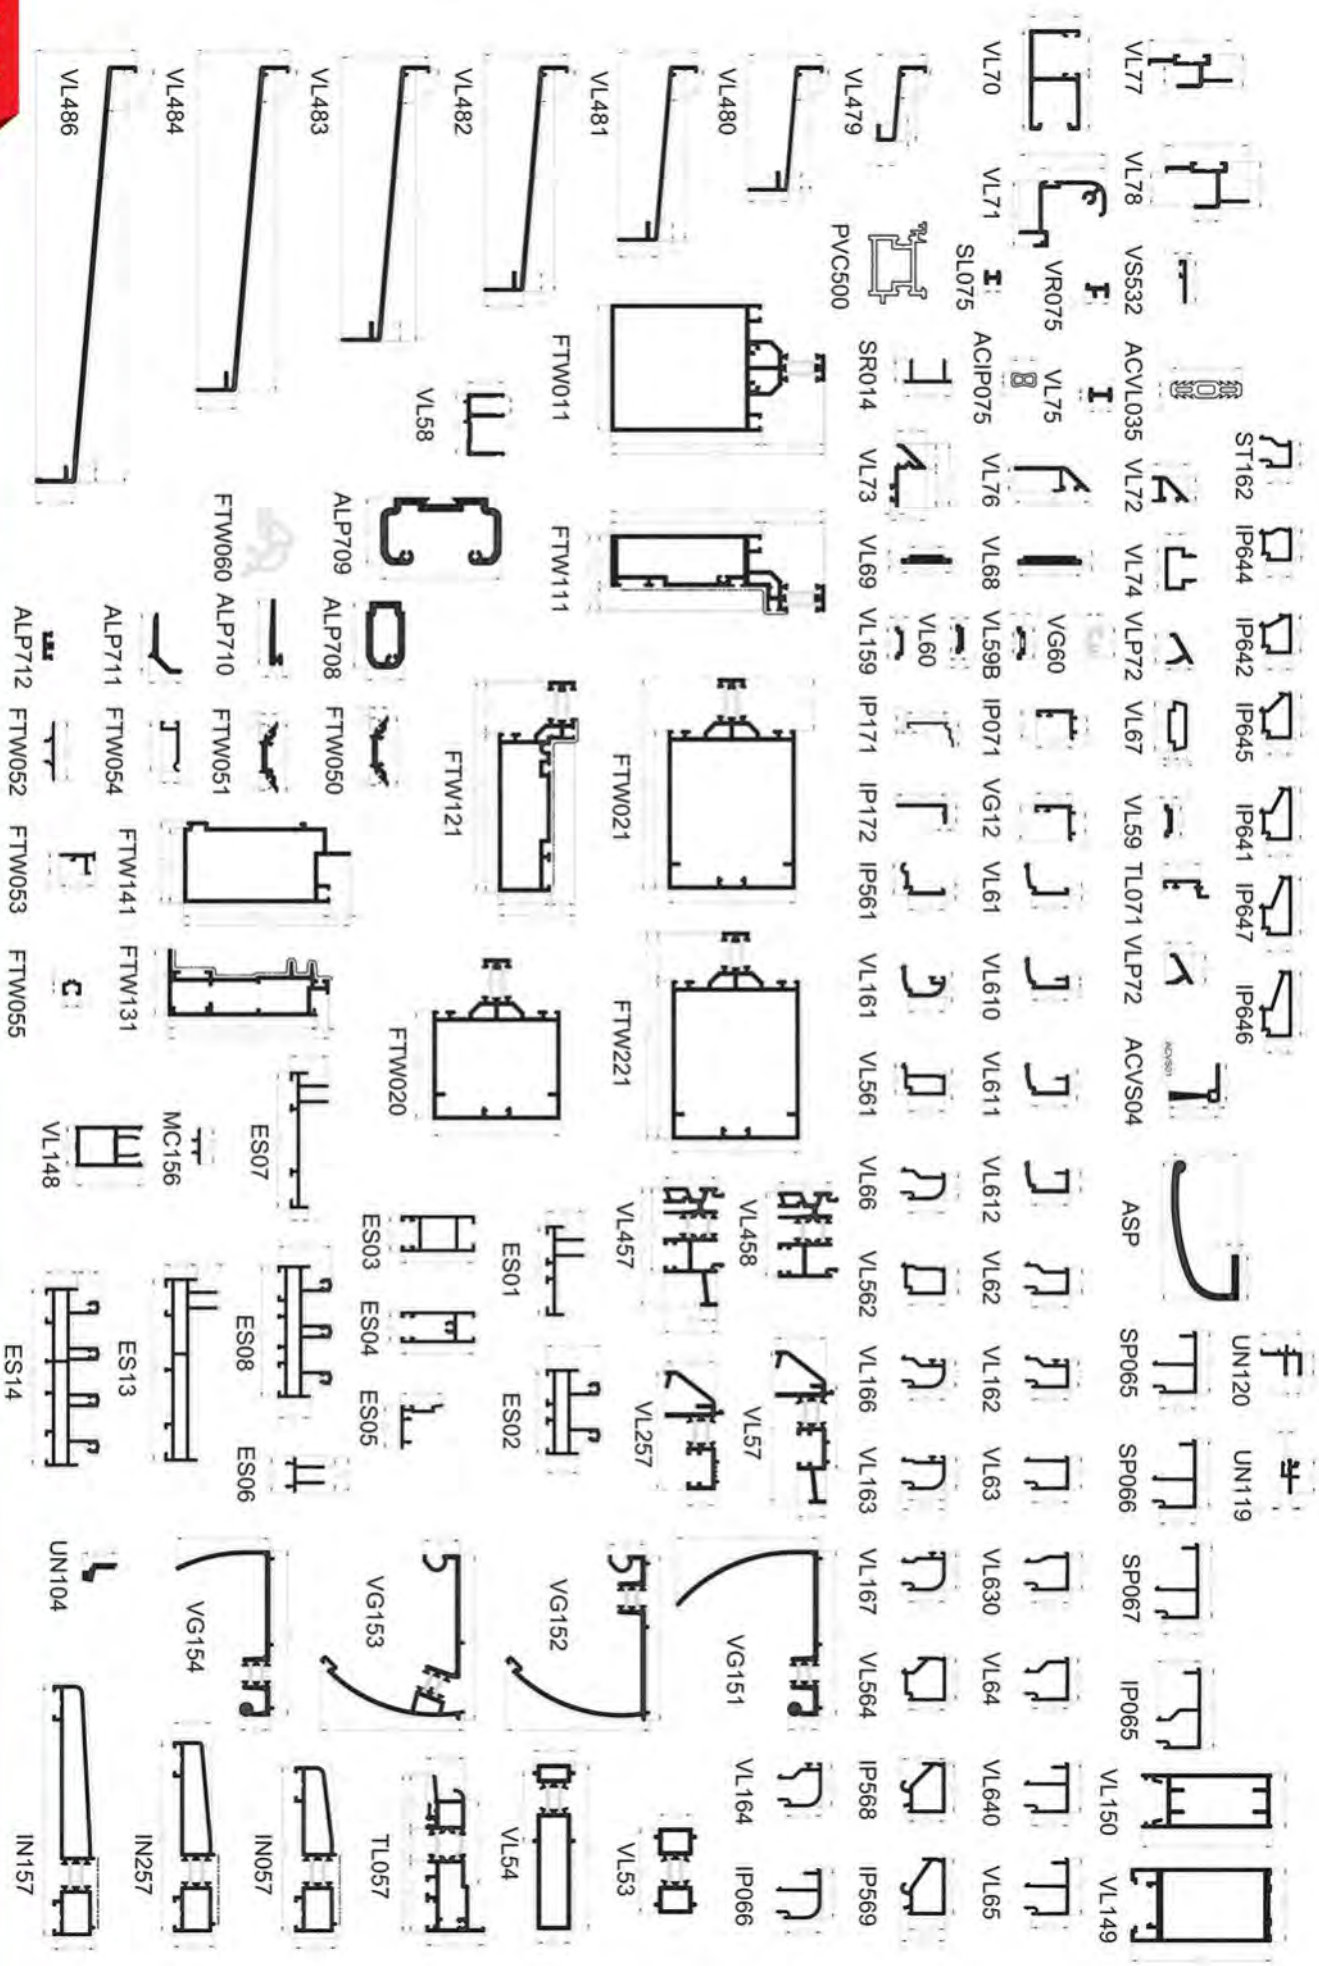 ST162 IP644 IP642 IP645 IP641 IP647 IP646 UN120 UN119
VL77 VL78 VS532 ACVL035 VL72 VL74 VLP72 VL67 VL59 TL071 VLP72 ACVS04 ASP SP065 SP066 SP067 IP065 VL150 VL149
ACVS01
VR075 VL75 VG60
VL70 VL71 SL075 ACIP075 VL76 VL68 VL59B IP071 VG12 VL61 VL610 VL611 VL612 VL62 VL162 VL63 VL630 VL64 VL640 VL65
VL60
VL479 PVC500 SR014 VL73 VL69 VL159 IP171 IP172 IP561 VL161 VL561 VL66 VL562 VL166 VL163 VL167 VL564 IP568 IP569
VL480 VL458 VL57 VG151 VL164 IP066
VL481 FTW011 FTW111 FTW021 FTW221 VL457 VL257 VG152 VL53
VL482 FTW121 ES01 ES02 VL54
VL483 VL58 ALP709 ALP708 FTW050 FTW020 ES03 ES04 ES05 VG153 TL057
VL484 FTW060 ALP710 FTW051 ES07 ES08 ES06 VG154 IN057
VL486 ALP711 FTW054 FTW141 FTW131 MC156 ES13 IN257
ALP712 FTW052 FTW053 FTW055 VL148 ES14 UN104 IN157